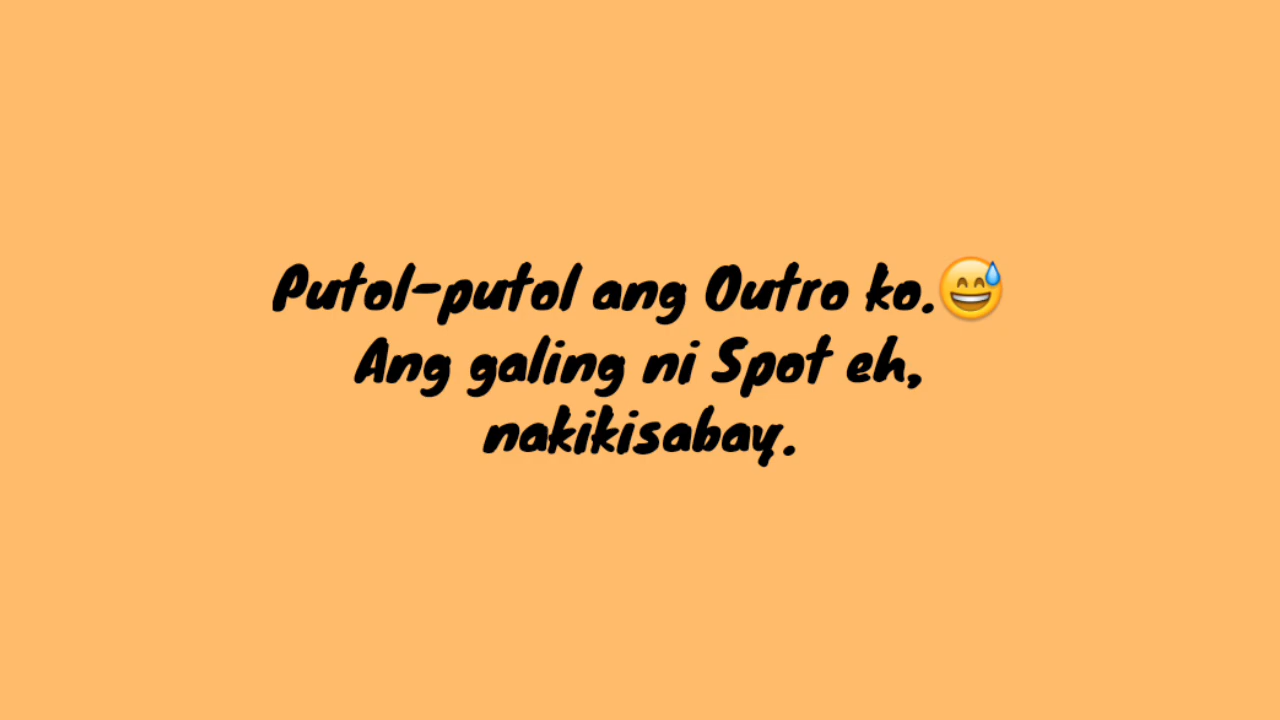 Putol-putol ang Outro ko.😅
Ang galing ni Spot eh,
nakikisabay.